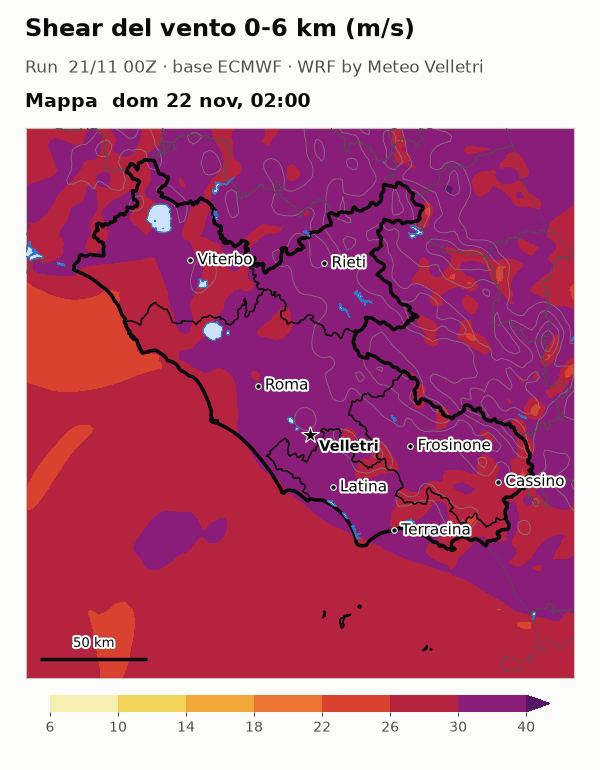 Shear del vento 0-6 km (m/s)
Run  21/11 00Z · base ECMWF · WRF by Meteo Velletri
Mappa  dom 22 nov, 02:00
Viterbo
Rieti
Roma
Velletri
Frosinone
Latina
Cassino
Terracina
50 km
6 10 14 18 22 26 30 40